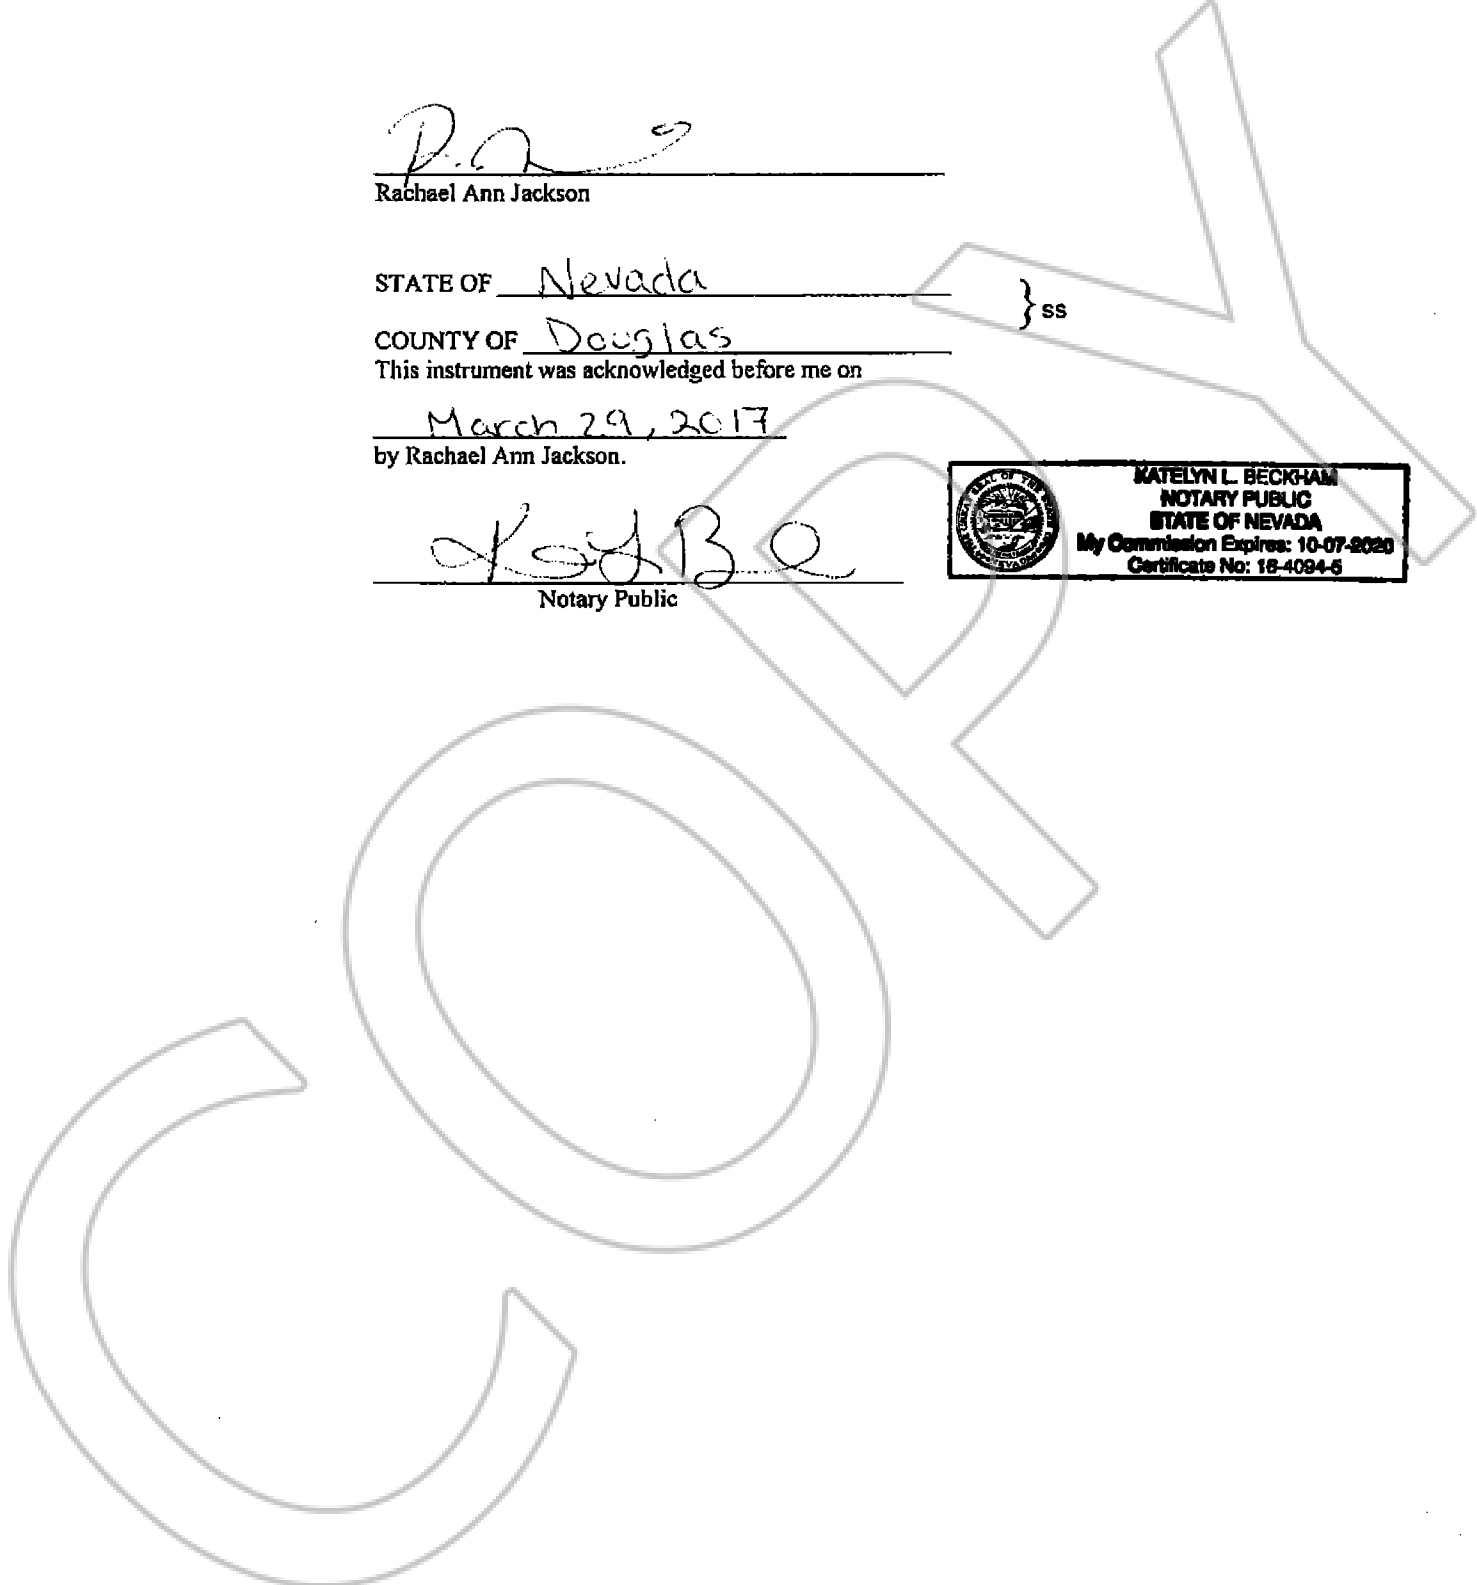 Rachael Ann Jackson
STATE OF Nevada
} ss
COUNTY OF Douglas
This instrument was acknowledged before me on
March 29, 2017
by Rachael Ann Jackson.
KATELYN L. BECKHAM
NOTARY PUBLIC
STATE OF NEVADA
My Commission Expires: 10-07-2020
Certificate No: 16-4094-5
Notary Public
COPY